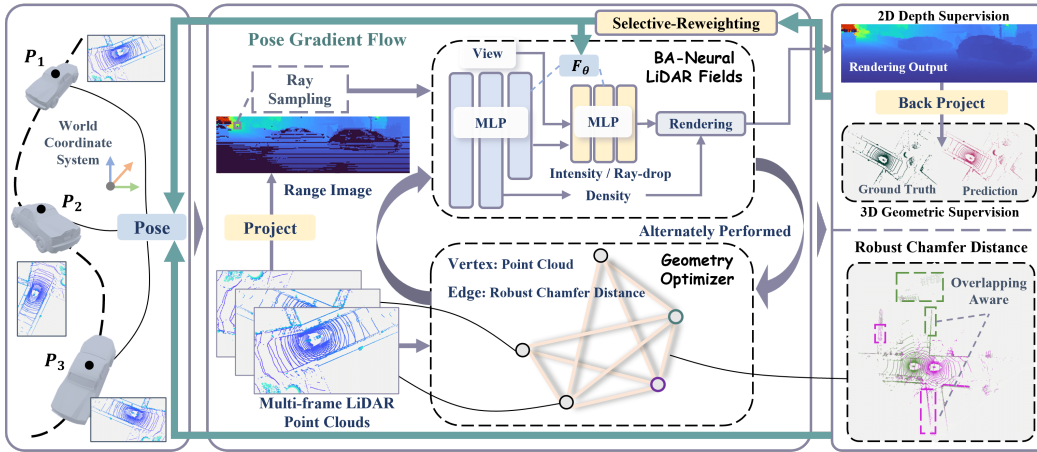 P1
World
Coordinate
System
P2
Pose
P3
Pose Gradient Flow
Selective-Reweighting
Ray
Sampling
Range Image
Project
Multi-frame LiDAR
Point Clouds
View
Fθ
BA-Neural
LiDAR Fields
MLP
MLP
Rendering
Intensity / Ray-drop
Density
Alternately Performed
Vertex: Point Cloud
Edge: Robust Chamfer Distance
Geometry
Optimizer
2D Depth Supervision
Rendering Output
Back Project
Ground Truth
Prediction
3D Geometric Supervision
Robust Chamfer Distance
Overlapping
Aware